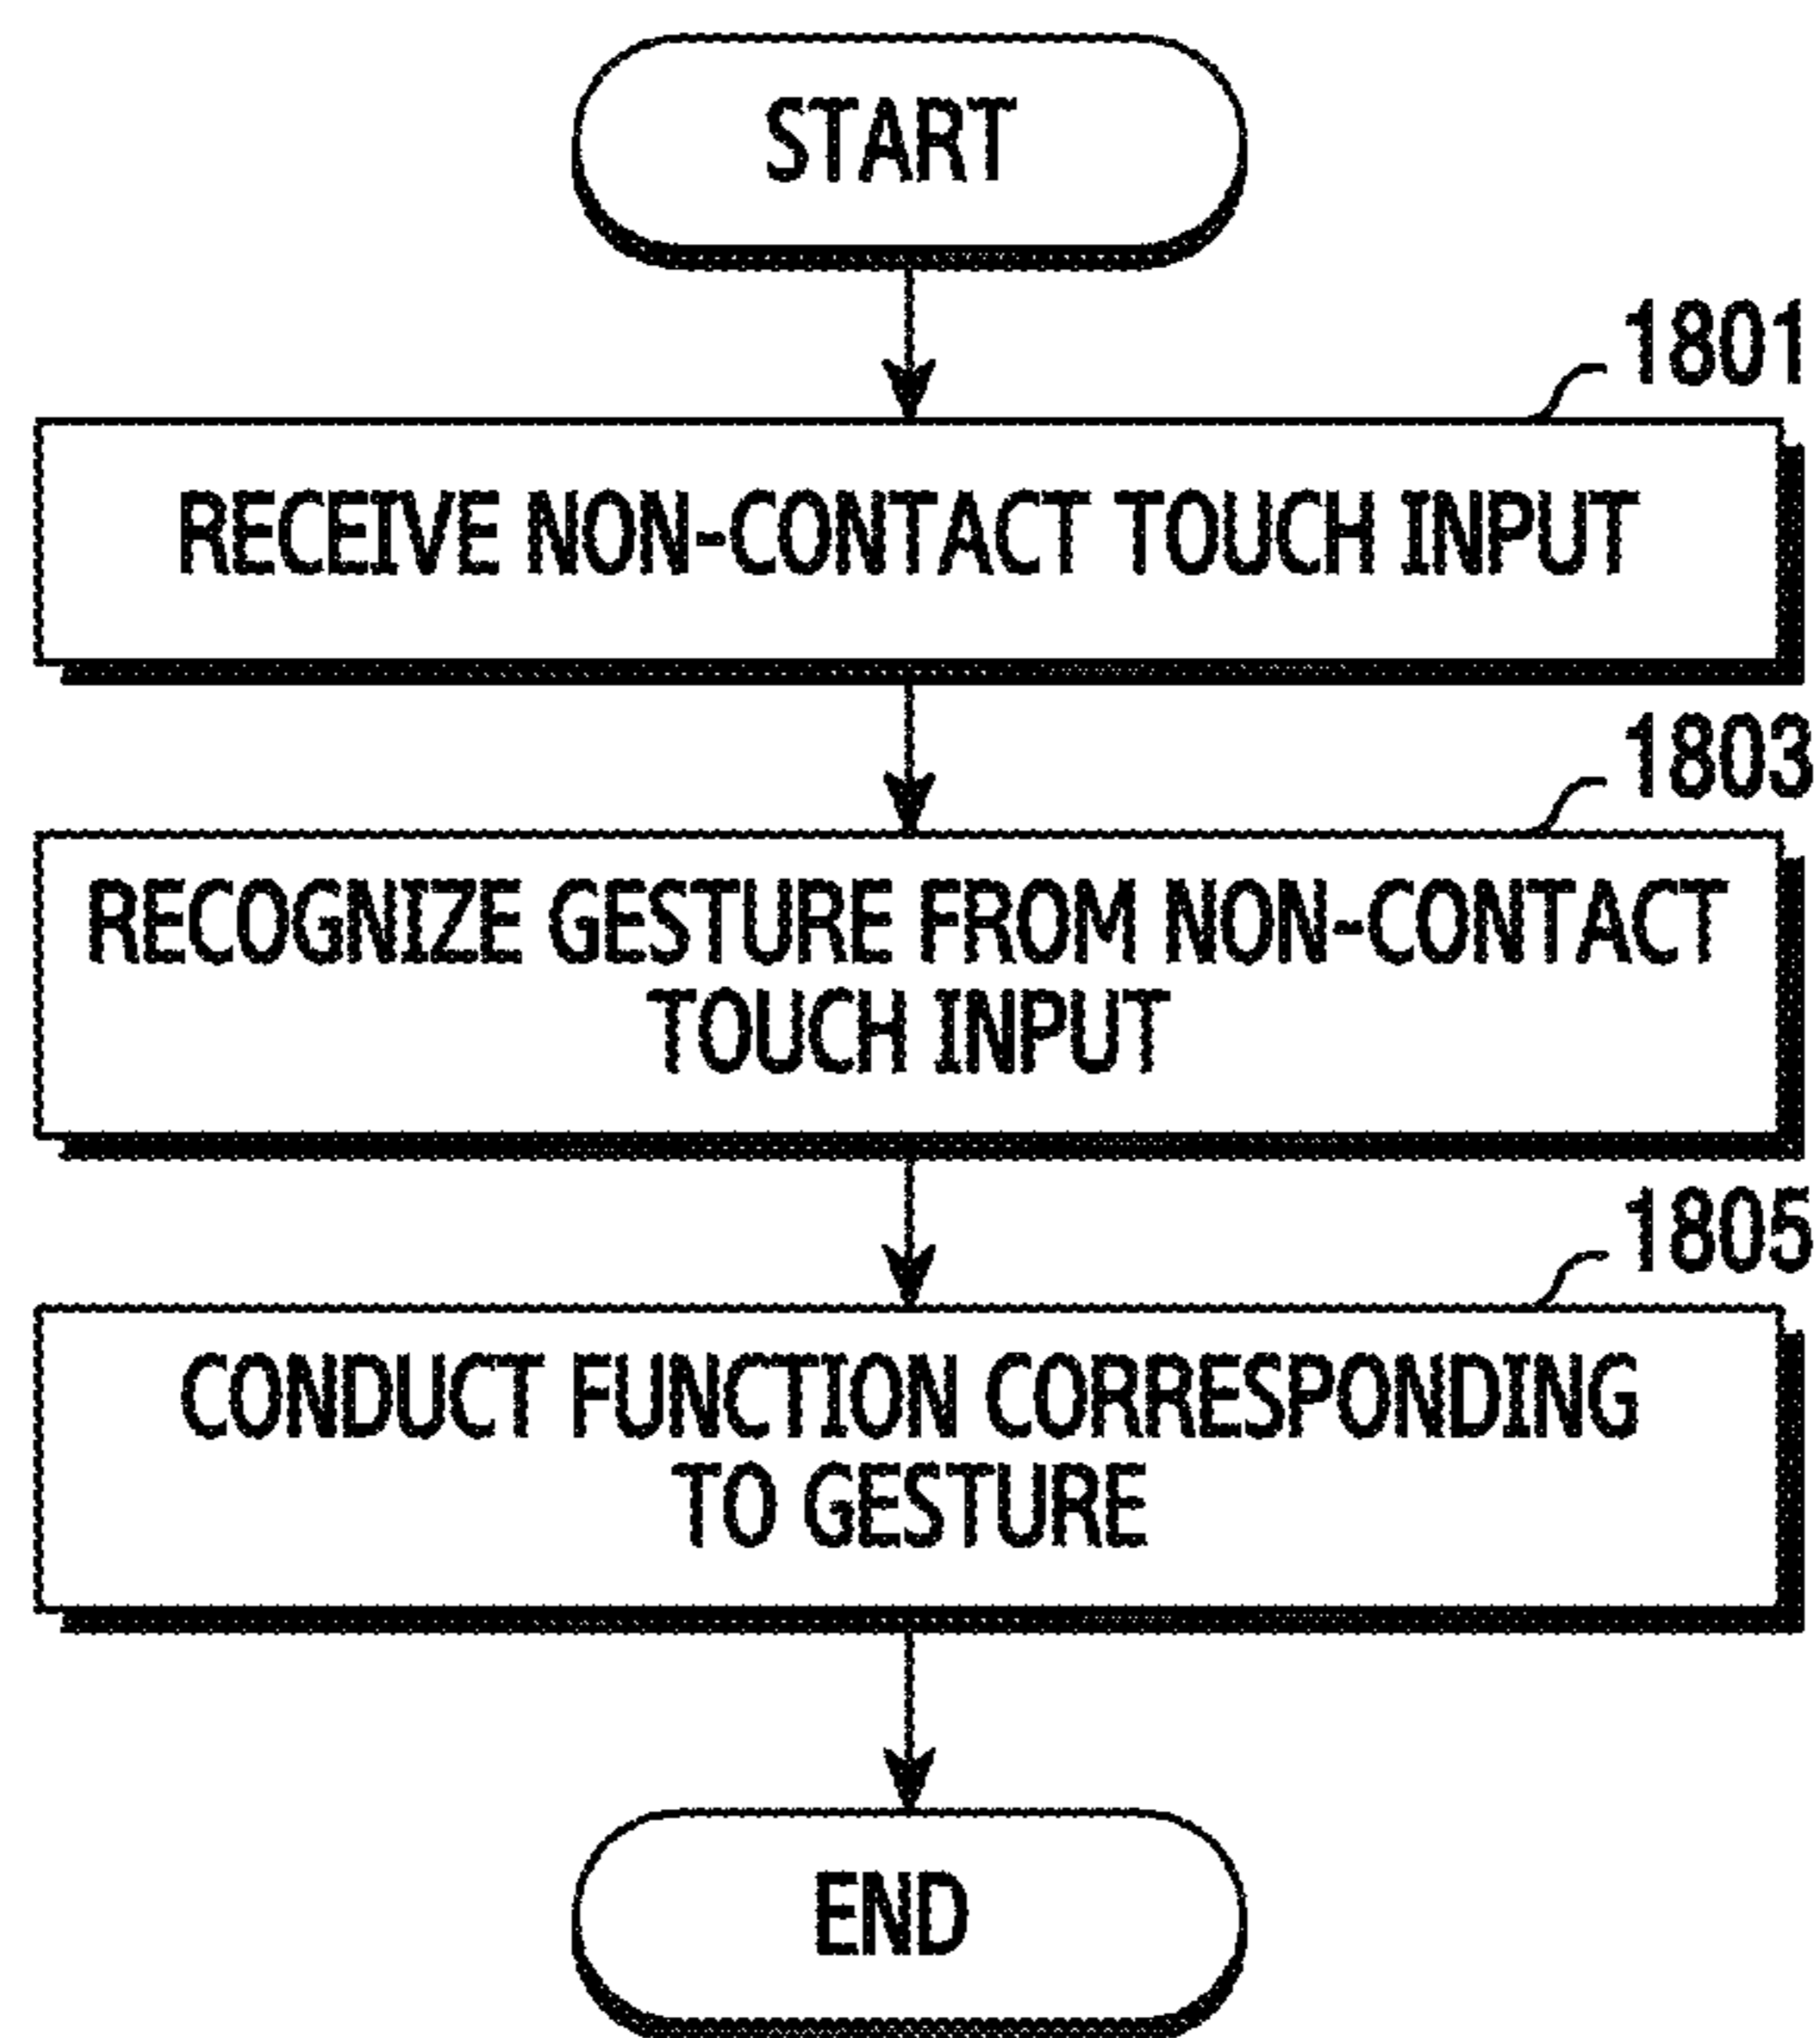 START
1801
RECEIVE NON-CONTACT TOUCH INPUT
1803
RECOGNIZE GESTURE FROM NON-CONTACT
TOUCH INPUT
1805
CONDUCT FUNCTION CORRESPONDING
TO GESTURE
END